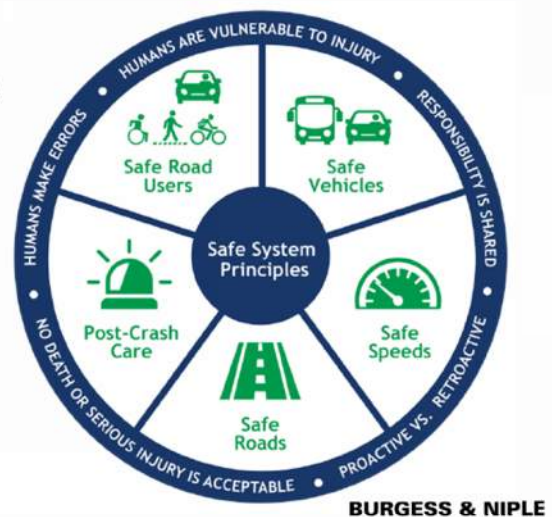 HUMANS ARE VULNERABLE TO INJURY
RESPONSIBILITY IS SHARED
PROACTIVE VS. RETROACTIVE
NO DEATH OR SERIOUS INJURY IS ACCEPTABLE
HUMANS MAKE ERRORS
Safe Road
Users
Safe
Vehicles
Safe System
Principles
Post-Crash
Care
Safe
Speeds
Safe
Roads
BURGESS & NIPLE